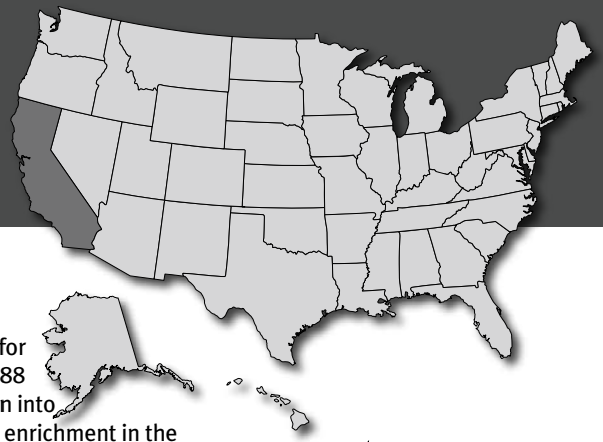 for
88
n into
enrichment in the